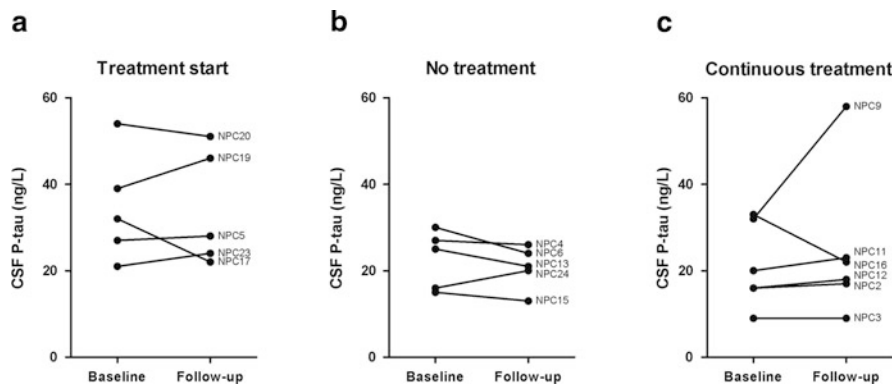 a
Treatment start
CSF P-tau (ng/L)
60
40
20
0
NPC20
NPC19
NPC5
NPC23
NPC17
Baseline
Follow-up
b
No treatment
CSF P-tau (ng/L)
60
40
20
0
NPC4
NPC6
NPC13
NPC24
NPC15
Baseline
Follow-up
c
Continuous treatment
CSF P-tau (ng/L)
60
40
20
0
NPC9
NPC11
NPC16
NPC12
NPC2
NPC3
Baseline
Follow-up